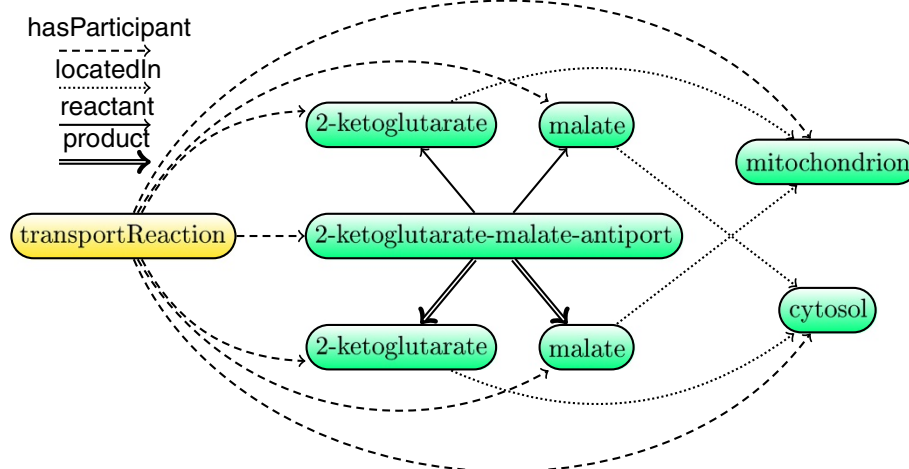 hasParticipant
locatedIn
reactant
product
2-ketoglutarate
malate
mitochondrion
transportReaction
2-ketoglutarate-malate-antiport
cytosol
2-ketoglutarate
malate